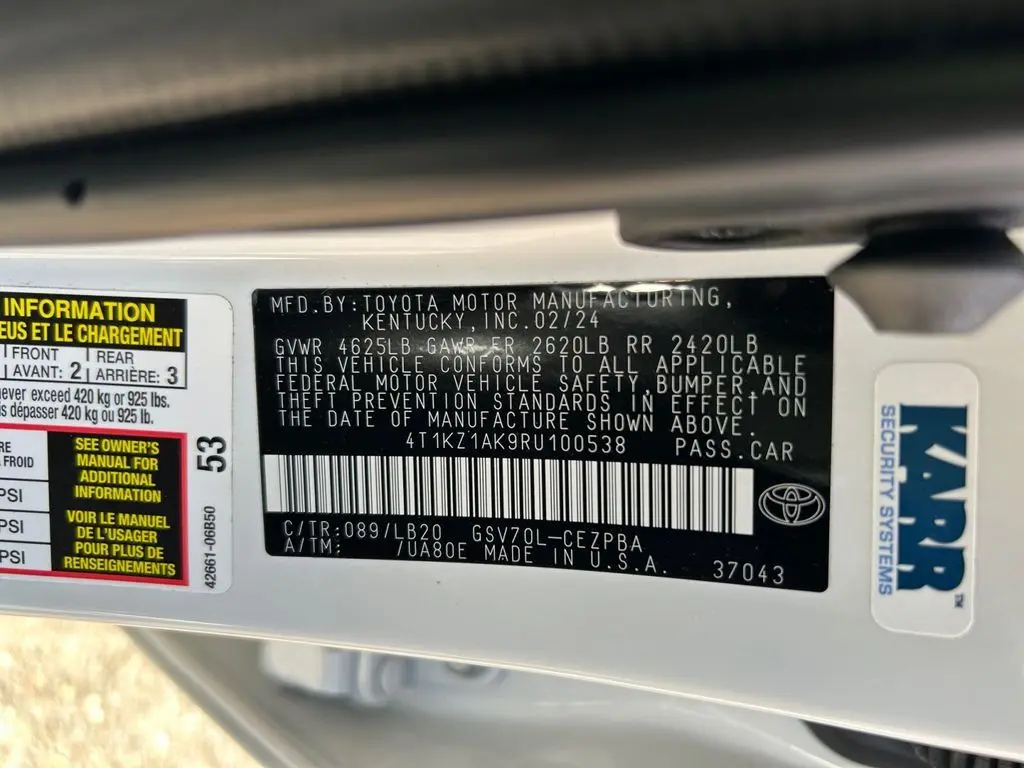 INFORMATION
EUS ET LE CHARGEMENT
FRONT | REAR
AVANT: 2 | ARRIÈRE: 3
never exceed 420 kg or 925 lbs.
dépasser 420 kg ou 925 lb.
FROID
PSI
PSI
PSI
SEE OWNER'S
MANUAL FOR
ADDITIONAL
INFORMATION
VOIR LE MANUEL
DE L'USAGER
POUR PLUS DE
RENSEIGNEMENTS
53
42661-06B50
MFD.BY:TOYOTA MOTOR MANUFACTURING,
KENTUCKY,INC.02/24
GVWR 4625LB GAWR FR 2620LB RR 2420LB
THIS VEHICLE CONFORMS TO ALL APPLICABLE
FEDERAL MOTOR VEHICLE SAFETY,BUMPER,AND
THEFT PREVENTION STANDARDS IN EFFECT ON
THE DATE OF MANUFACTURE SHOWN ABOVE.
4T1KZ1AK9RU100538 PASS.CAR
C/TR:089/LB20 GSV70L-CEZPBA
A/TM: /UA80E MADE IN U.S.A. 37043
KARR™
SECURITY SYSTEMS